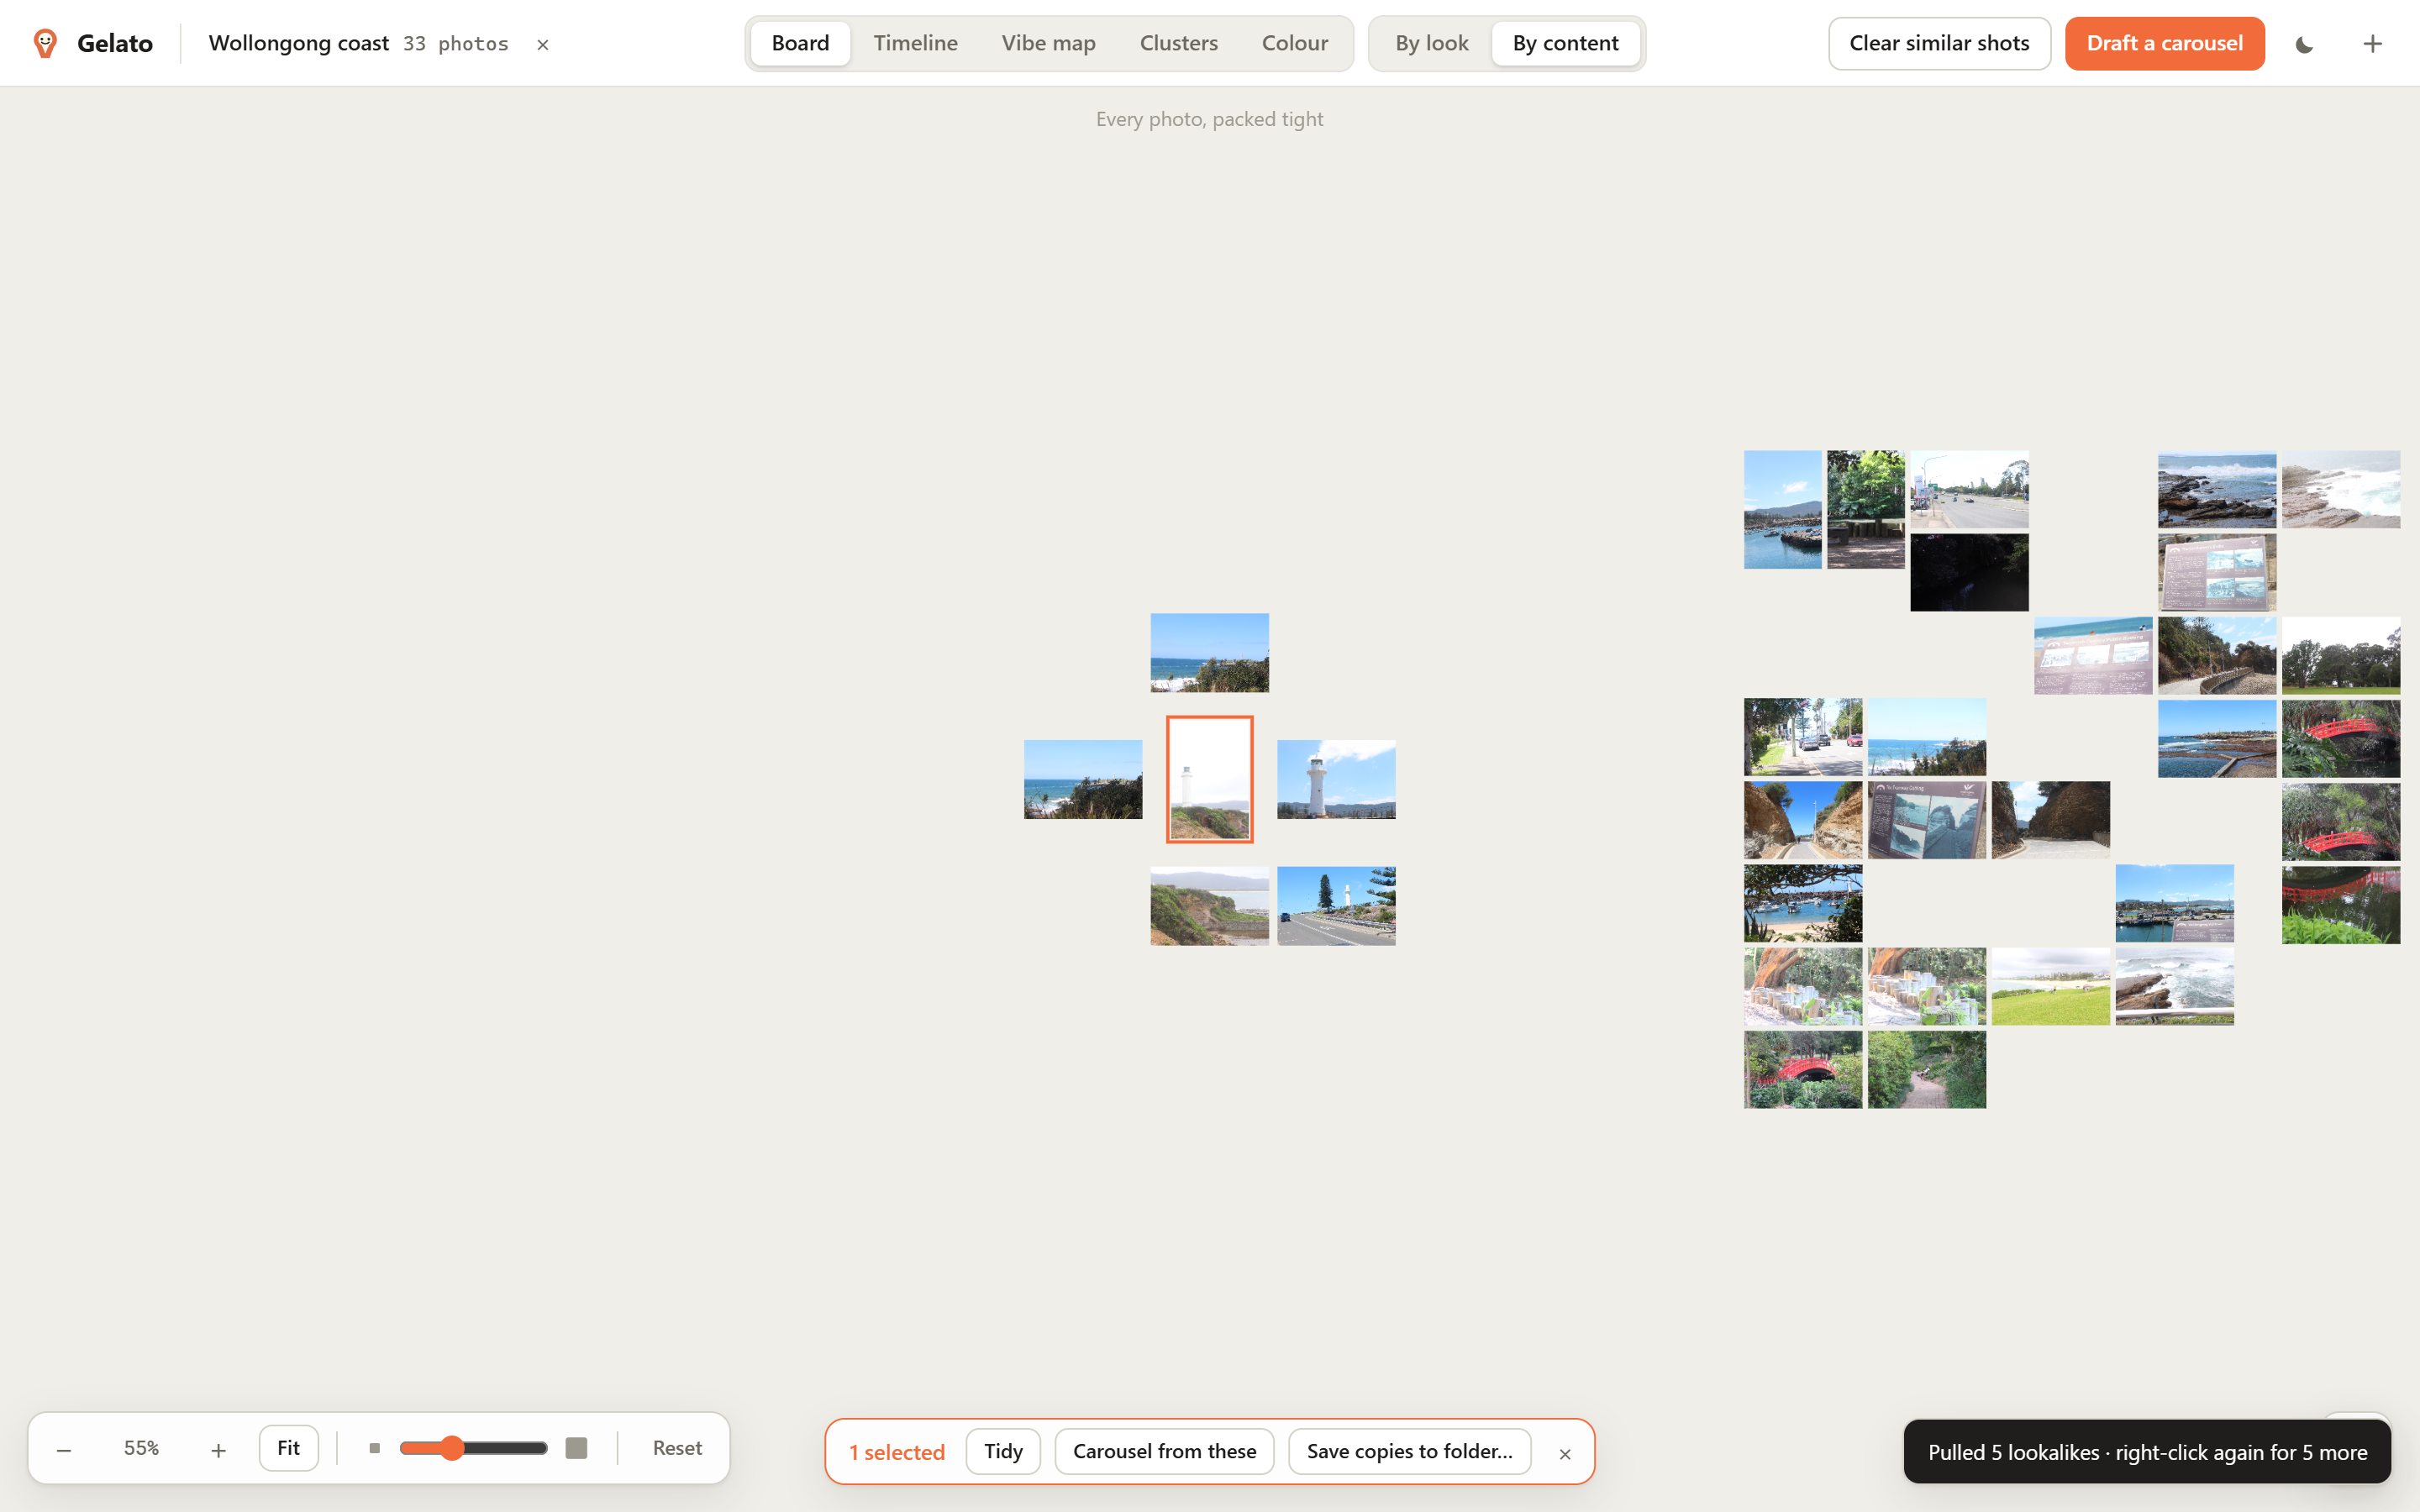 Gelato
Wollongong coast 33 photos ×
Board Timeline Vibe map Clusters Colour
By look By content
Clear similar shots
Draft a carousel
+
Every photo, packed tight
− 55% + Fit Reset
1 selected Tidy Carousel from these Save copies to folder... ×
Pulled 5 lookalikes · right-click again for 5 more